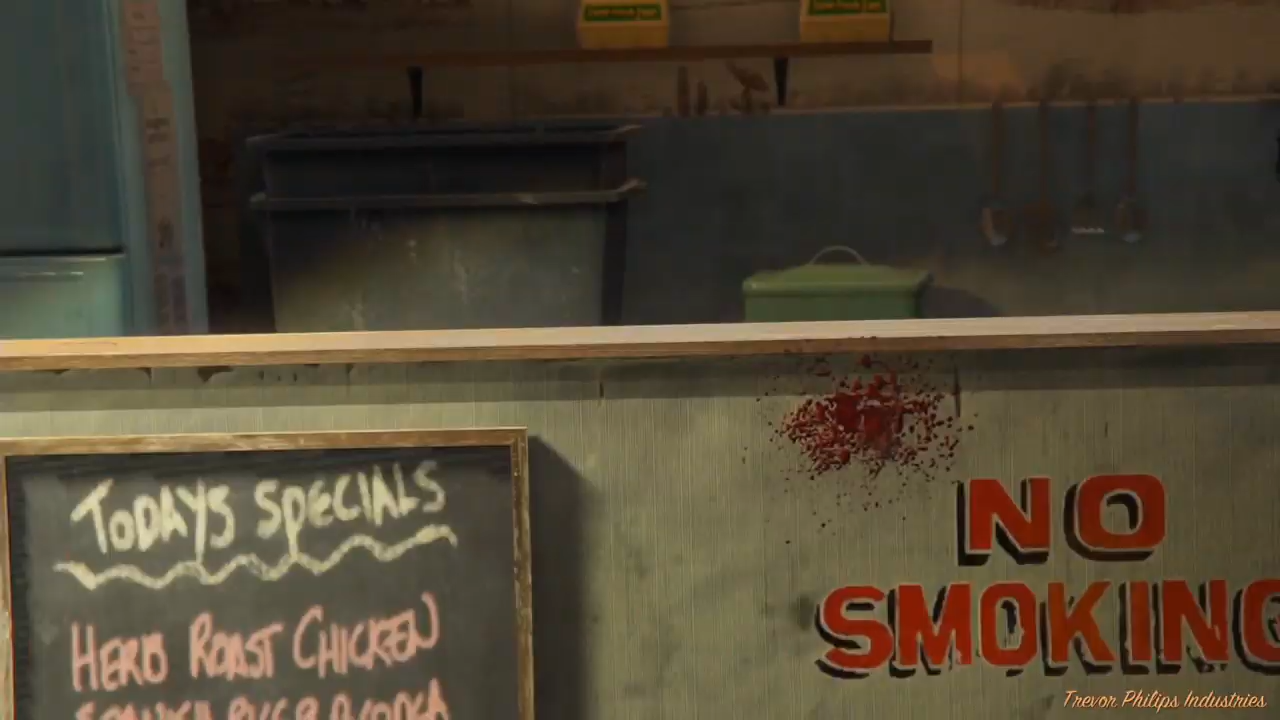 TODAYS SPECIALS
HERB ROAST CHICKEN
NO
SMOKING
Trevor Philips Industries